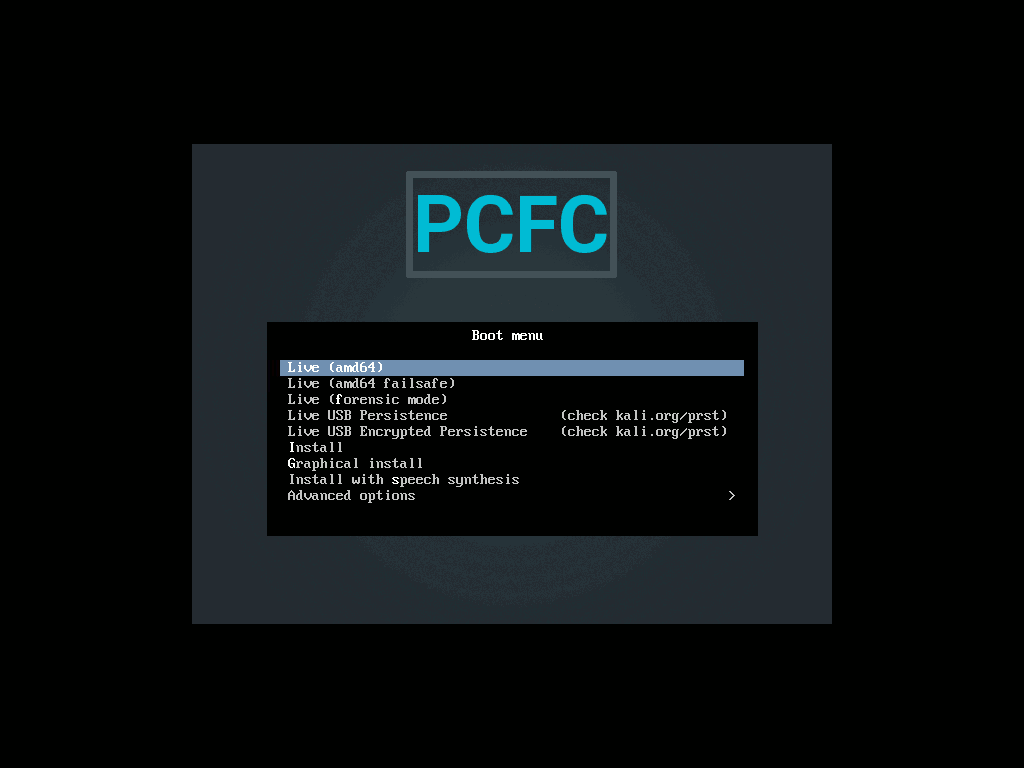 PCFC
Boot menu
Live (amd64)
Live (amd64 failsafe)
Live (forensic mode)
Live USB Persistence (check kali.org/prst)
Live USB Encrypted Persistence (check kali.org/prst)
Install
Graphical install
Install with speech synthesis
Advanced options >